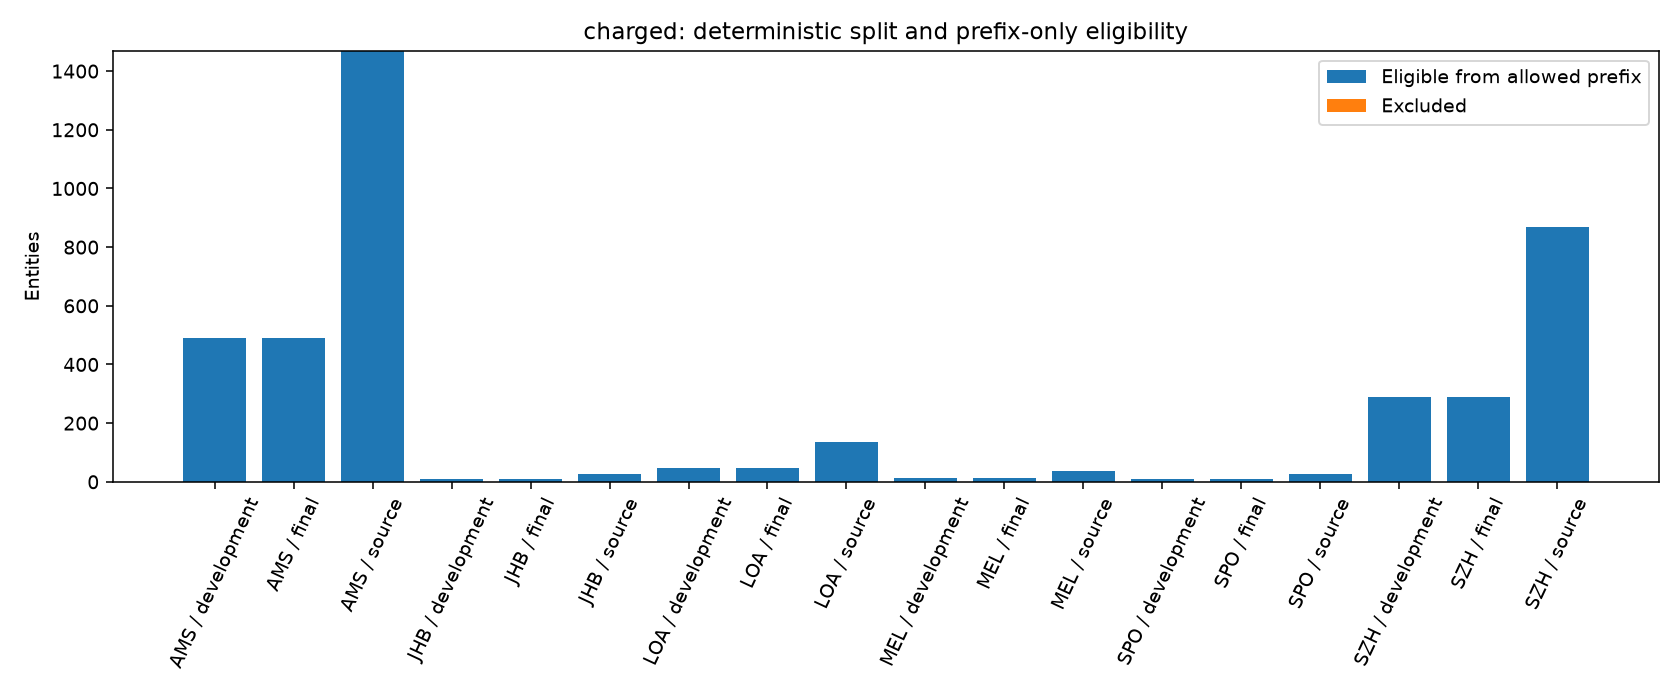 charged: deterministic split and prefix-only eligibility
Eligible from allowed prefix
Excluded
Entities
1400
1200
1000
800
600
400
200
0
AMS / development
AMS / final
AMS / source
JHB / development
JHB / final
JHB / source
LOA / development
LOA / final
LOA / source
MEL / development
MEL / final
MEL / source
SPO / development
SPO / final
SPO / source
SZH / development
SZH / final
SZH / source